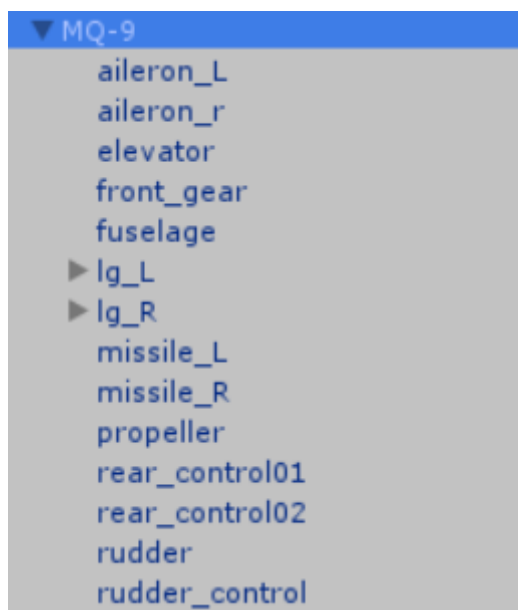 MQ-9
aileron_L
aileron_r
elevator
front_gear
fuselage
lg_L
lg_R
missile_L
missile_R
propeller
rear_control01
rear_control02
rudder
rudder_control